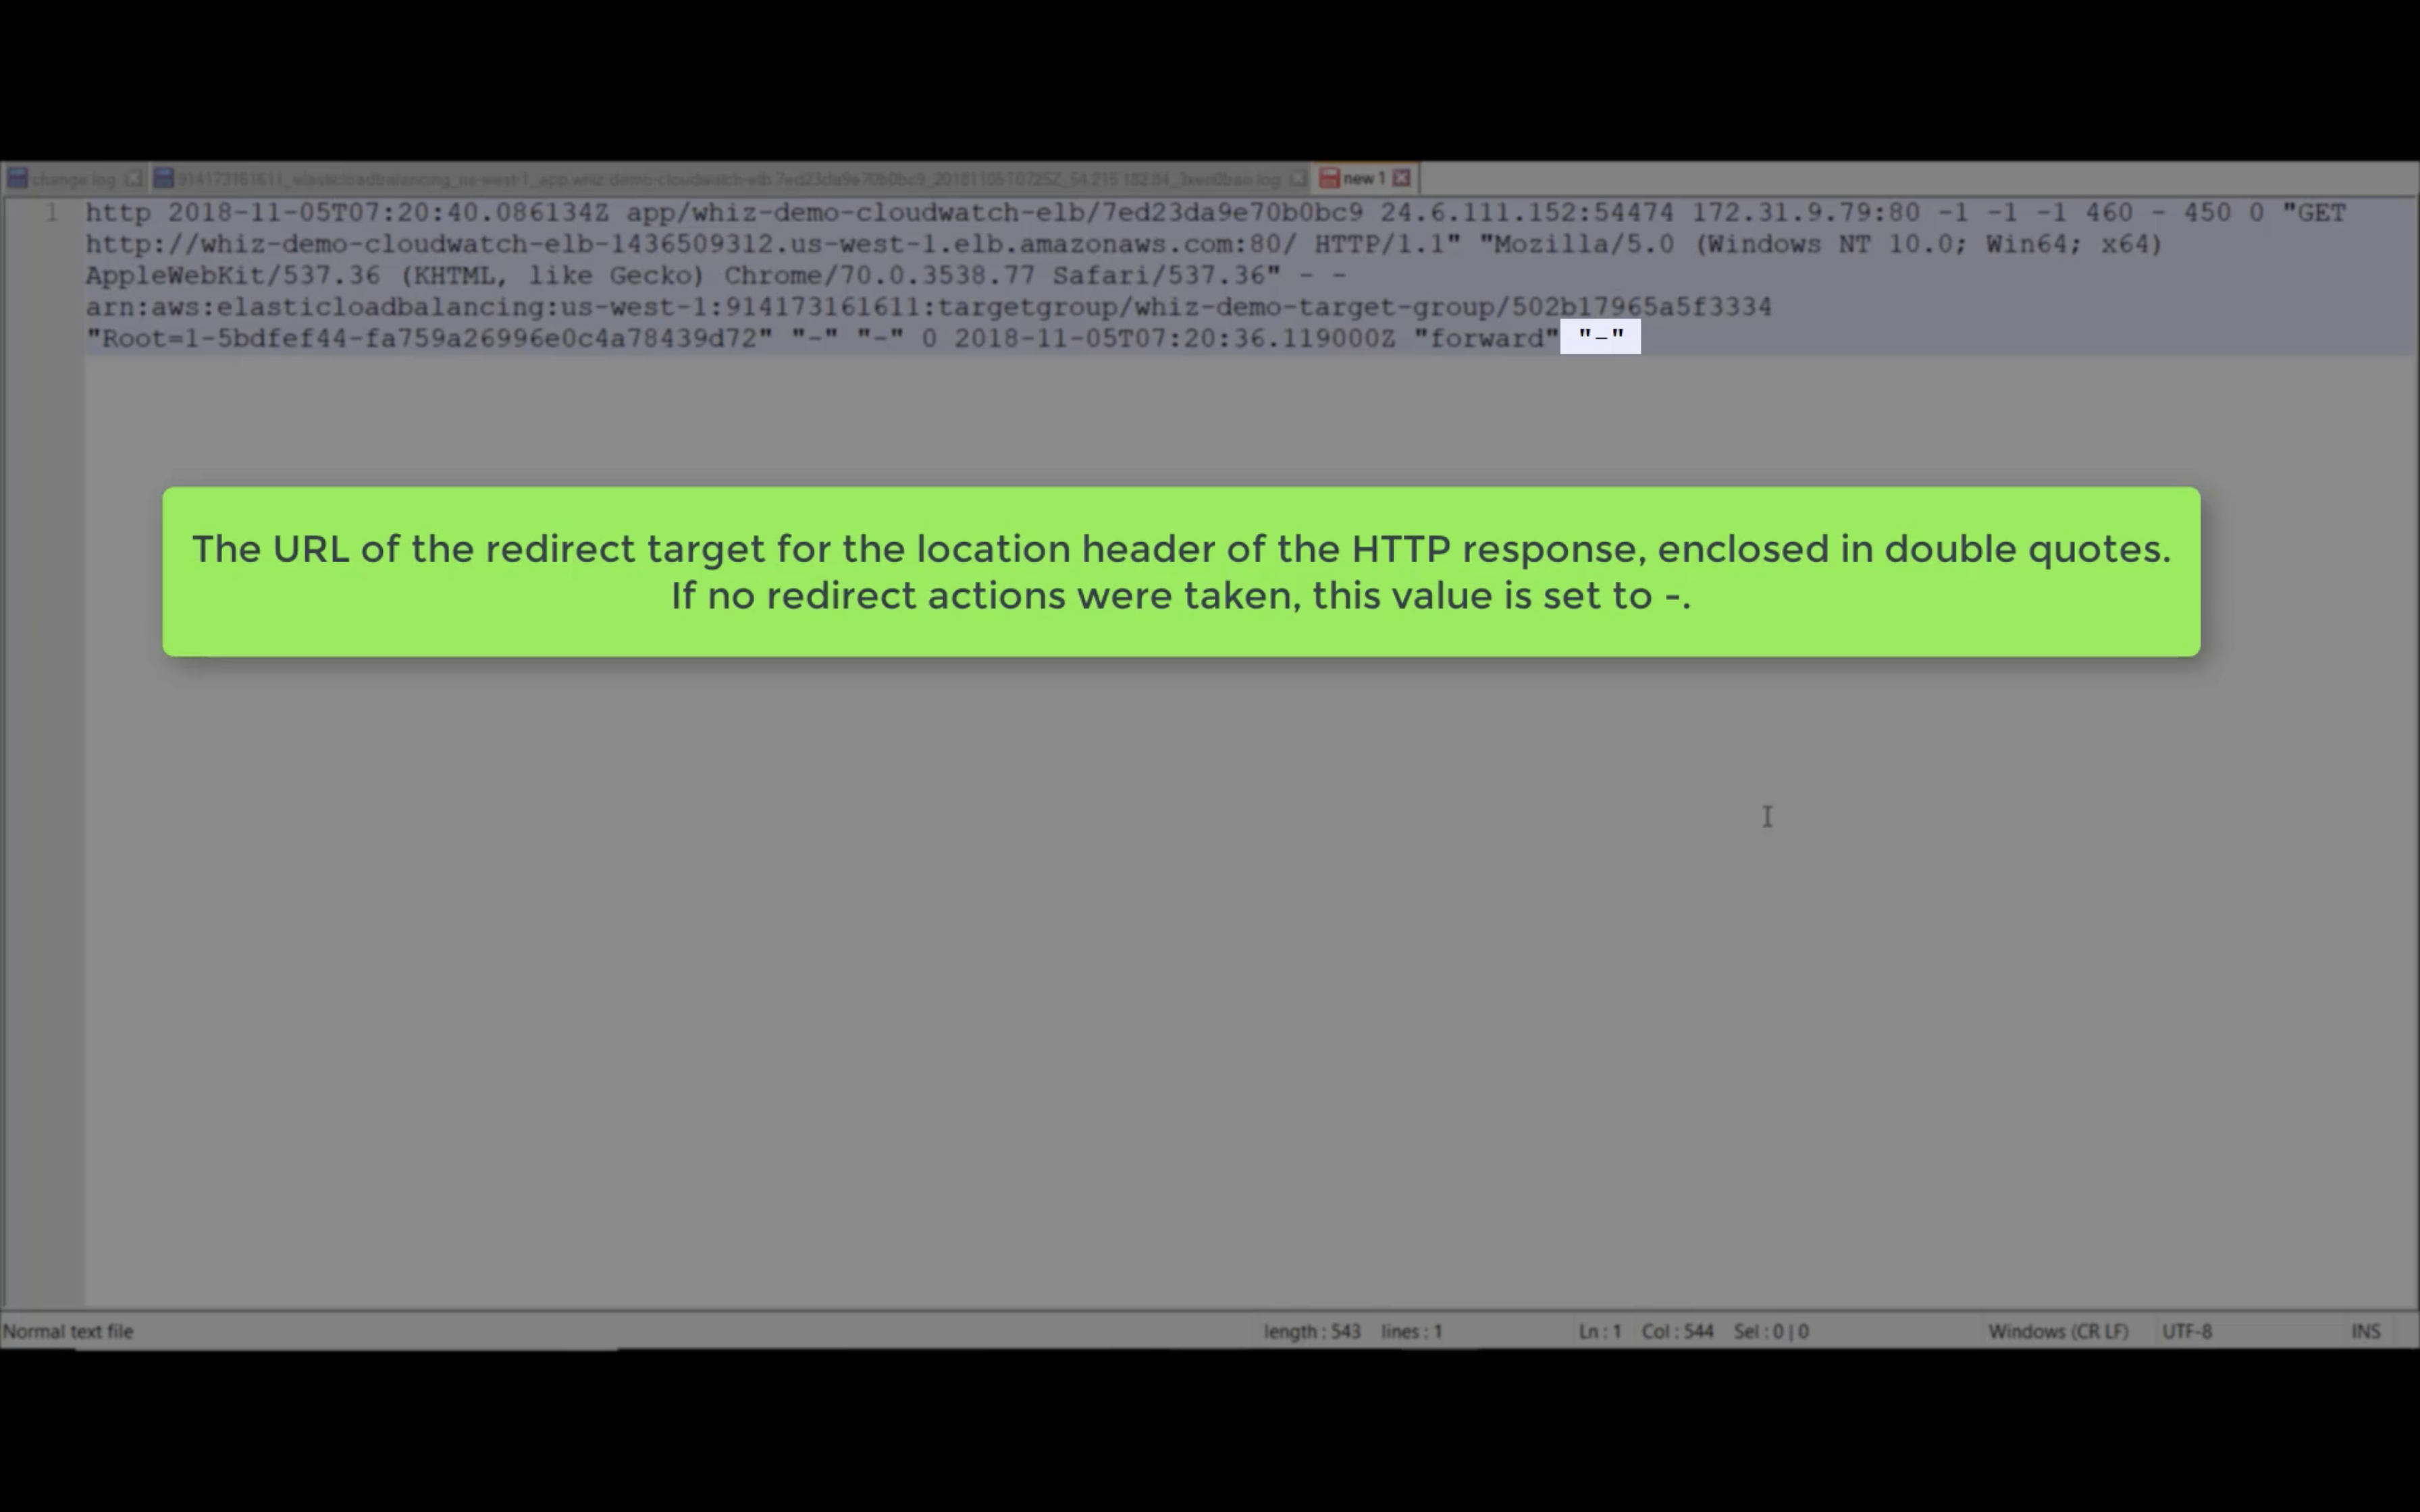 change.log
new 1
1 http 2018-11-05T07:20:40.086134Z app/whiz-demo-cloudwatch-elb/7ed23da9e70b0bc9 24.6.111.152:54474 172.31.9.79:80 -1 -1 -1 460 - 450 0 "GET
http://whiz-demo-cloudwatch-elb-1436509312.us-west-1.elb.amazonaws.com:80/ HTTP/1.1" "Mozilla/5.0 (Windows NT 10.0; Win64; x64)
AppleWebKit/537.36 (KHTML, like Gecko) Chrome/70.0.3538.77 Safari/537.36" - -
arn:aws:elasticloadbalancing:us-west-1:914173161611:targetgroup/whiz-demo-target-group/502b17965a5f3334
"Root=1-5bdfef44-fa759a26996e0c4a78439d72" "-" "-" 0 2018-11-05T07:20:36.119000Z "forward" "-"
The URL of the redirect target for the location header of the HTTP response, enclosed in double quotes.
If no redirect actions were taken, this value is set to -.
Normal text file length : 543 lines : 1 Ln : 1 Col : 544 Sel : 0 | 0 Windows (CR LF) UTF-8 INS